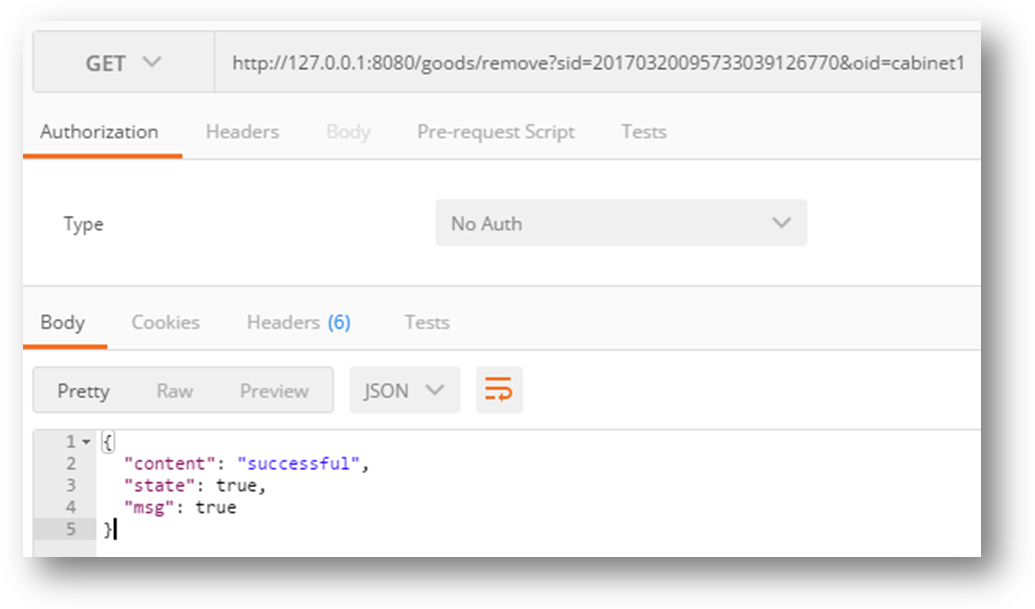 GET http://127.0.0.1:8080/goods/remove?sid=20170320095733039126770&oid=cabinet1
Authorization Headers Body Pre-request Script Tests
Type No Auth
Body Cookies Headers (6) Tests
Pretty Raw Preview JSON
1 {
2 "content": "successful",
3 "state": true,
4 "msg": true
5 }